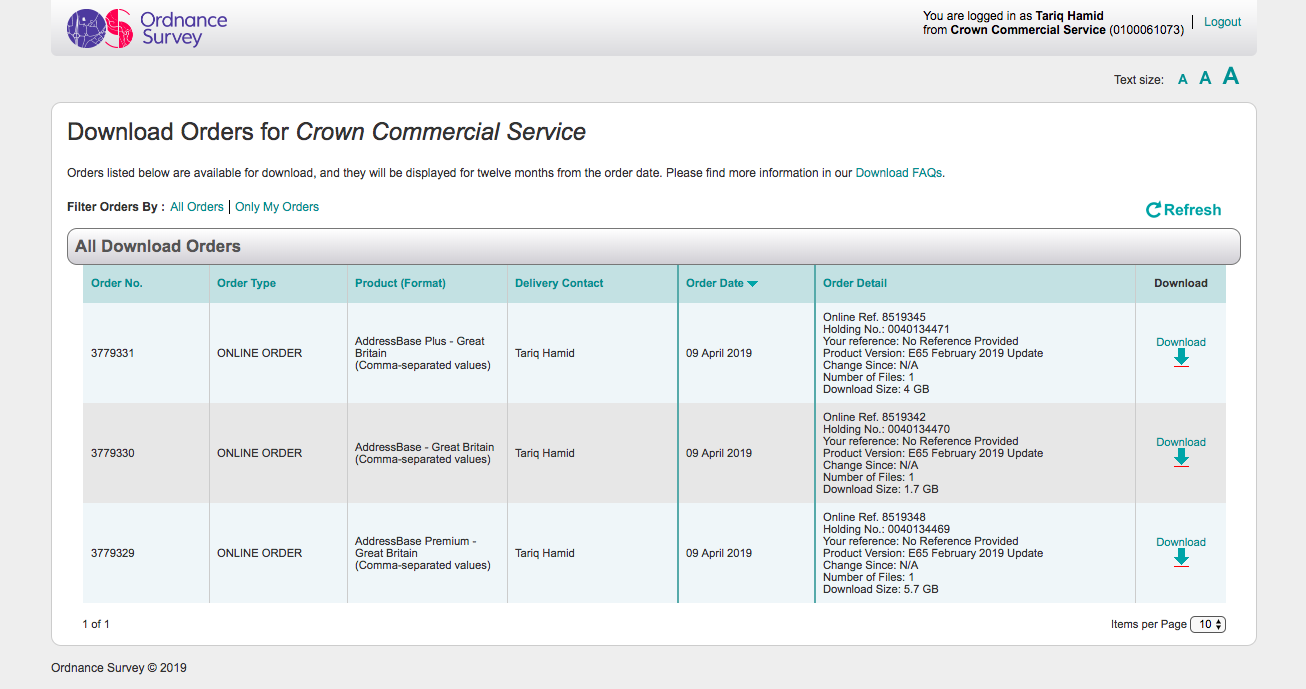 Ordnance
Survey
You are logged in as Tariq Hamid
from Crown Commercial Service (0100061073)
Logout
Text size: A A A
Download Orders for Crown Commercial Service
Orders listed below are available for download, and they will be displayed for twelve months from the order date. Please find more information in our Download FAQs.
Filter Orders By : All Orders | Only My Orders
Refresh
All Download Orders
Order No. Order Type Product (Format) Delivery Contact Order Date Order Detail Download
3779331
ONLINE ORDER
AddressBase Plus - Great
Britain
(Comma-separated values)
Tariq Hamid
09 April 2019
Online Ref. 8519345
Holding No.: 0040134471
Your reference: No Reference Provided
Product Version: E65 February 2019 Update
Change Since: N/A
Number of Files: 1
Download Size: 4 GB
Download
3779330
ONLINE ORDER
AddressBase - Great Britain
(Comma-separated values)
Tariq Hamid
09 April 2019
Online Ref. 8519342
Holding No.: 0040134470
Your reference: No Reference Provided
Product Version: E65 February 2019 Update
Change Since: N/A
Number of Files: 1
Download Size: 1.7 GB
Download
3779329
ONLINE ORDER
AddressBase Premium -
Great Britain
(Comma-separated values)
Tariq Hamid
09 April 2019
Online Ref. 8519348
Holding No.: 0040134469
Your reference: No Reference Provided
Product Version: E65 February 2019 Update
Change Since: N/A
Number of Files: 1
Download Size: 5.7 GB
Download
1 of 1
Items per Page 10
Ordnance Survey © 2019